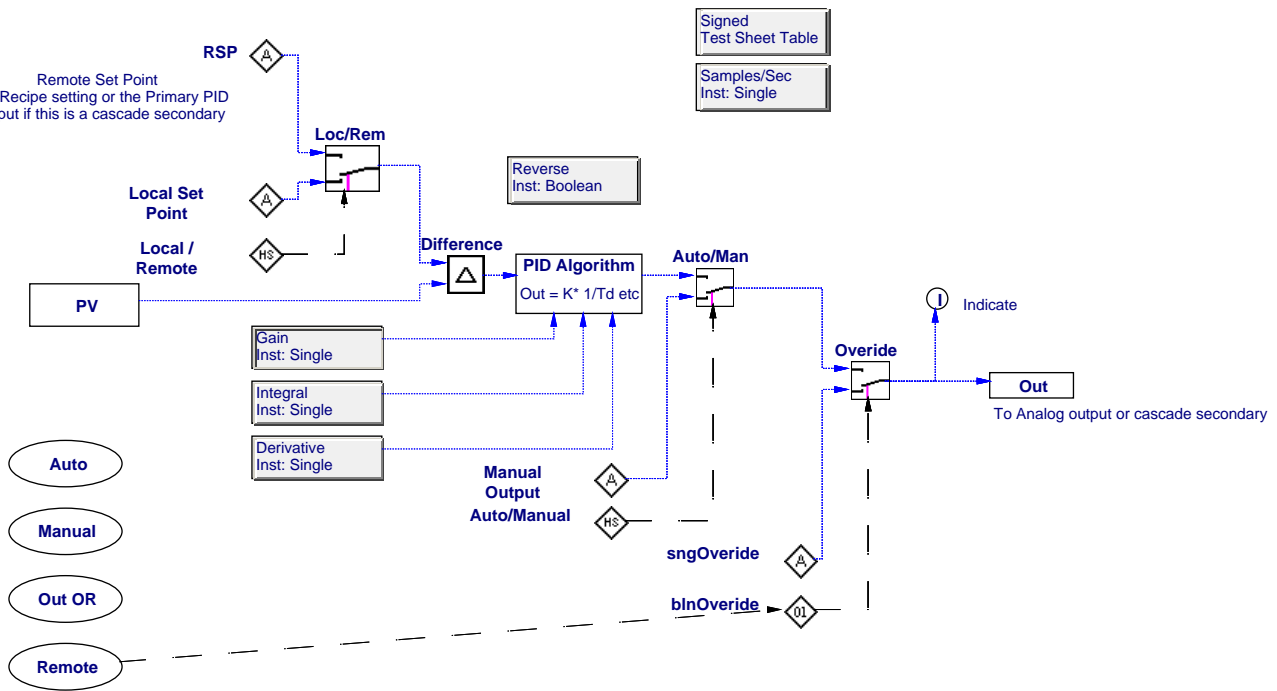 Signed
Test Sheet Table
RSP
A
Samples/Sec
Inst: Single
Remote Set Point
Recipe setting or the Primary PID
out if this is a cascade secondary
Loc/Rem
Reverse
Inst: Boolean
Local Set
Point
A
Local /
Remote
HS
Difference
Δ
PID Algorithm
Out = K* 1/Td etc
Auto/Man
PV
I
Indicate
Gain
Inst: Single
Overide
Integral
Inst: Single
Out
To Analog output or cascade secondary
Derivative
Inst: Single
Auto
Manual
Output
A
Auto/Manual
HS
Manual
sngOveride
A
Out OR
blnOveride
01
Remote